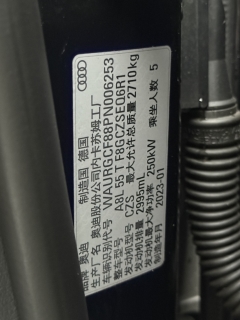 品牌 奥迪 制造国 德国
生产厂名 奥迪股份公司内卡苏姆工厂
车辆识别代号 WAURGCF88PN006253
整车型号 A8L 55 T F8GCZSEQ6R1
发动机型号 CZS 最大允许总质量 2710kg
发动机排量 2995mL
发动机最大净功率 250KW 乘坐人数 5
制造年月 2023-01